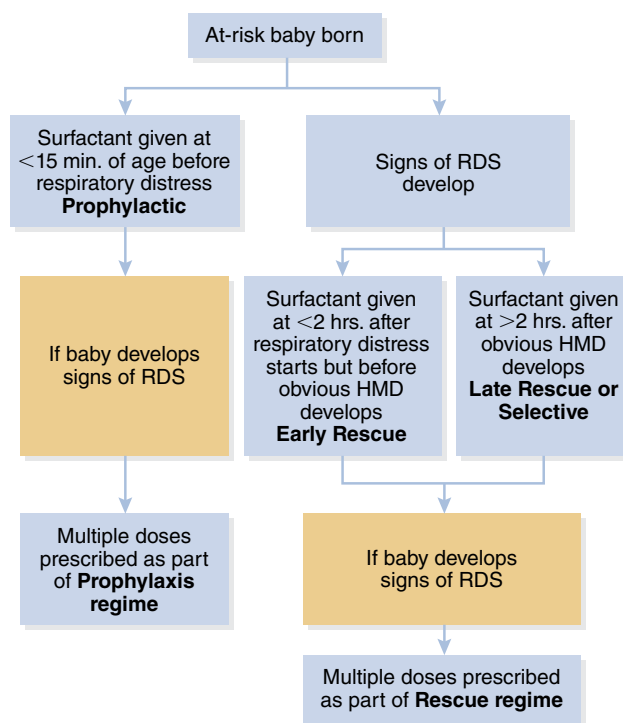 At-risk baby born
Surfactant given at
<15 min. of age before
respiratory distress
Prophylactic
Signs of RDS
develop
If baby develops
signs of RDS
Surfactant given
at <2 hrs. after
respiratory distress
starts but before
obvious HMD
develops
Early Rescue
Surfactant given
at >2 hrs. after
obvious HMD
develops
Late Rescue or
Selective
Multiple doses
prescribed as part
of Prophylaxis
regime
If baby develops
signs of RDS
Multiple doses prescribed
as part of Rescue regime